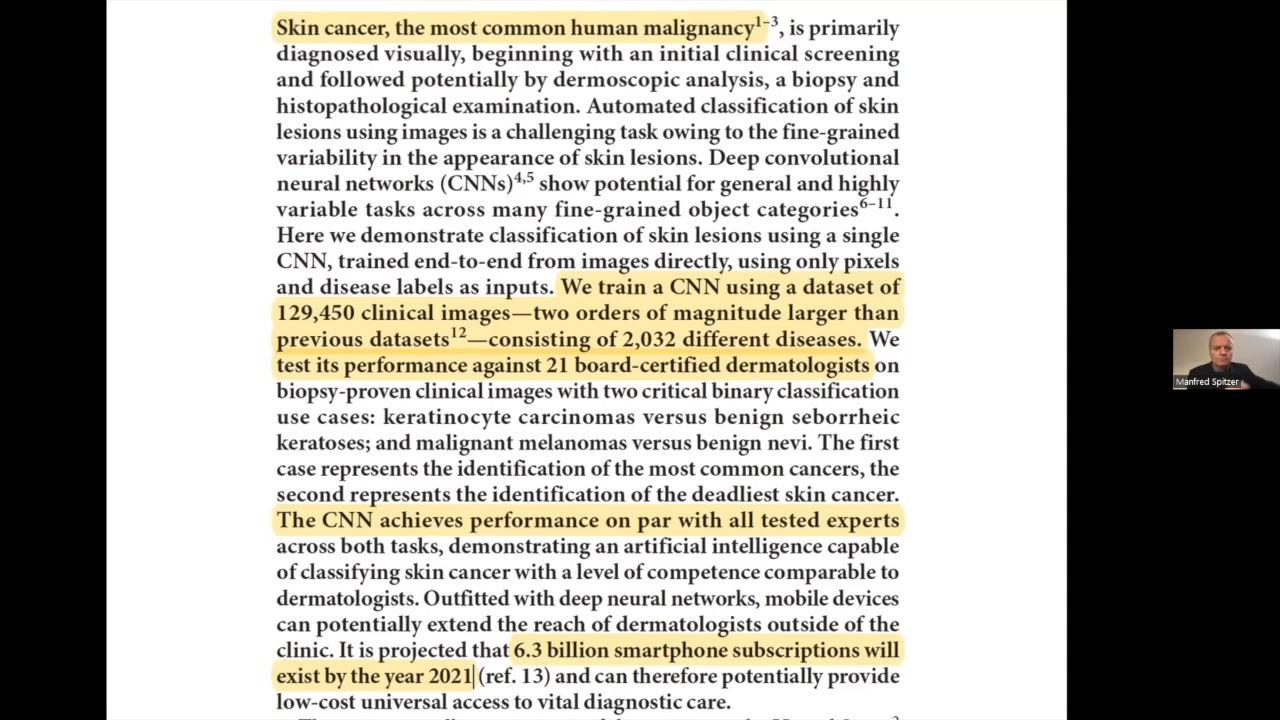 Skin cancer, the most common human malignancy1–3, is primarily
diagnosed visually, beginning with an initial clinical screening
and followed potentially by dermoscopic analysis, a biopsy and
histopathological examination. Automated classification of skin
lesions using images is a challenging task owing to the fine-grained
variability in the appearance of skin lesions. Deep convolutional
neural networks (CNNs)4,5 show potential for general and highly
variable tasks across many fine-grained object categories6–11.
Here we demonstrate classification of skin lesions using a single
CNN, trained end-to-end from images directly, using only pixels
and disease labels as inputs. We train a CNN using a dataset of
129,450 clinical images—two orders of magnitude larger than
previous datasets12—consisting of 2,032 different diseases. We
test its performance against 21 board-certified dermatologists on
biopsy-proven clinical images with two critical binary classification
use cases: keratinocyte carcinomas versus benign seborrheic
keratoses; and malignant melanomas versus benign nevi. The first
case represents the identification of the most common cancers, the
second represents the identification of the deadliest skin cancer.
The CNN achieves performance on par with all tested experts
across both tasks, demonstrating an artificial intelligence capable
of classifying skin cancer with a level of competence comparable to
dermatologists. Outfitted with deep neural networks, mobile devices
can potentially extend the reach of dermatologists outside of the
clinic. It is projected that 6.3 billion smartphone subscriptions will
exist by the year 2021 (ref. 13) and can therefore potentially provide
low-cost universal access to vital diagnostic care.
Manfred Spitzer